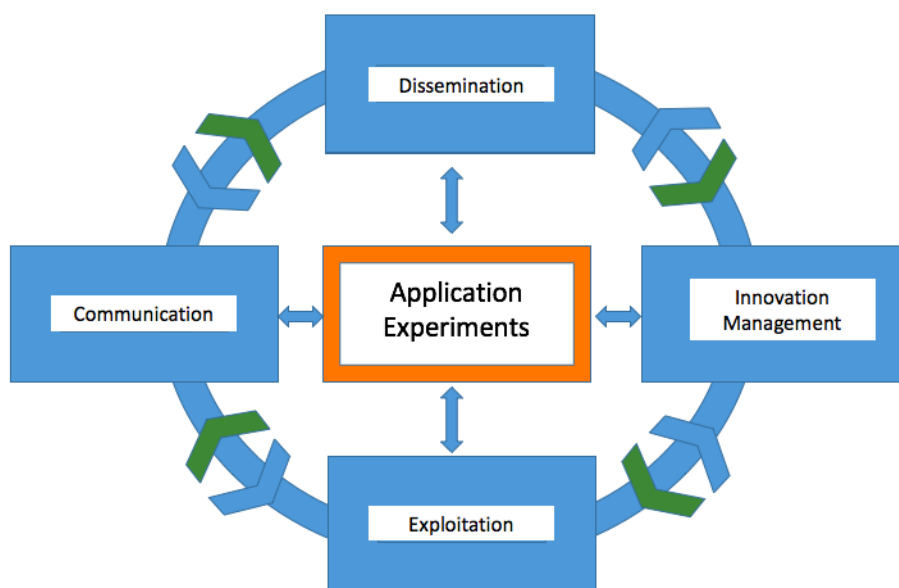 Dissemination
Communication
Application
Experiments
Innovation
Management
Exploitation